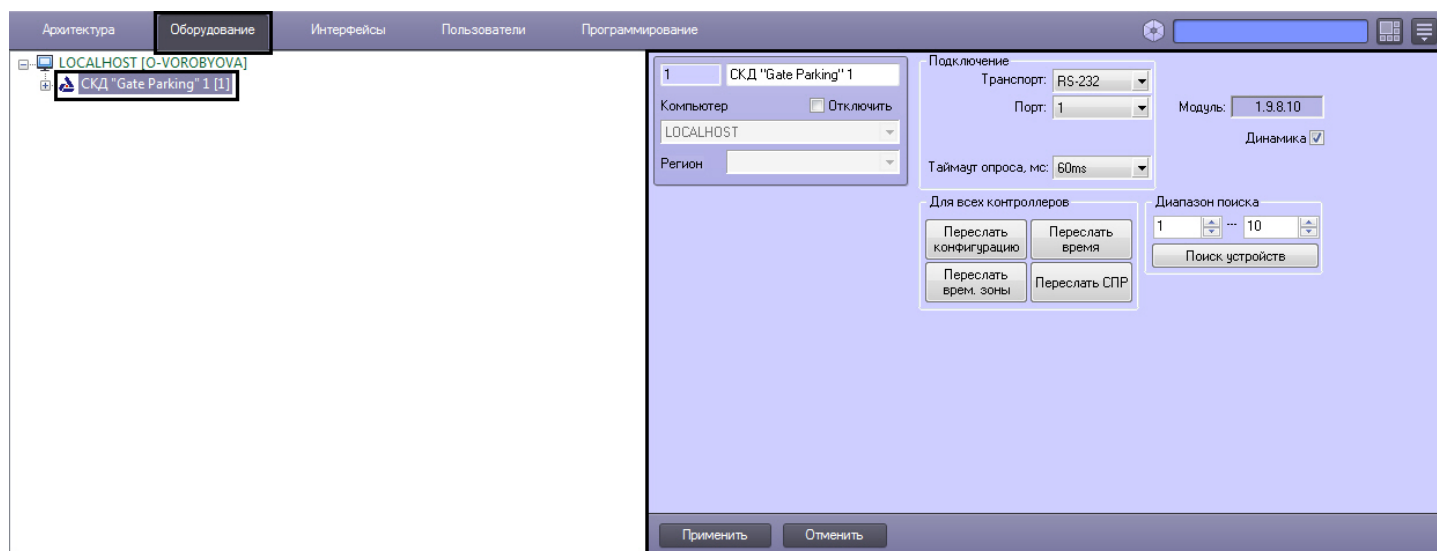 Архитектура Оборудование Интерфейсы Пользователи Программирование
LOCALHOST [O-VOROBYOVA]
СКД "Gate Parking" 1 [1]
1 СКД "Gate Parking" 1
Компьютер Отключить
LOCALHOST
Регион
Подключение
Транспорт: RS-232
Порт: 1
Таймаут опроса, мс: 60ms
Модуль: 1.9.8.10
Динамика
Для всех контроллеров
Переслать конфигурацию
Переслать время
Переслать врем. зоны
Переслать СПР
Диапазон поиска
1 ... 10
Поиск устройств
Применить Отменить